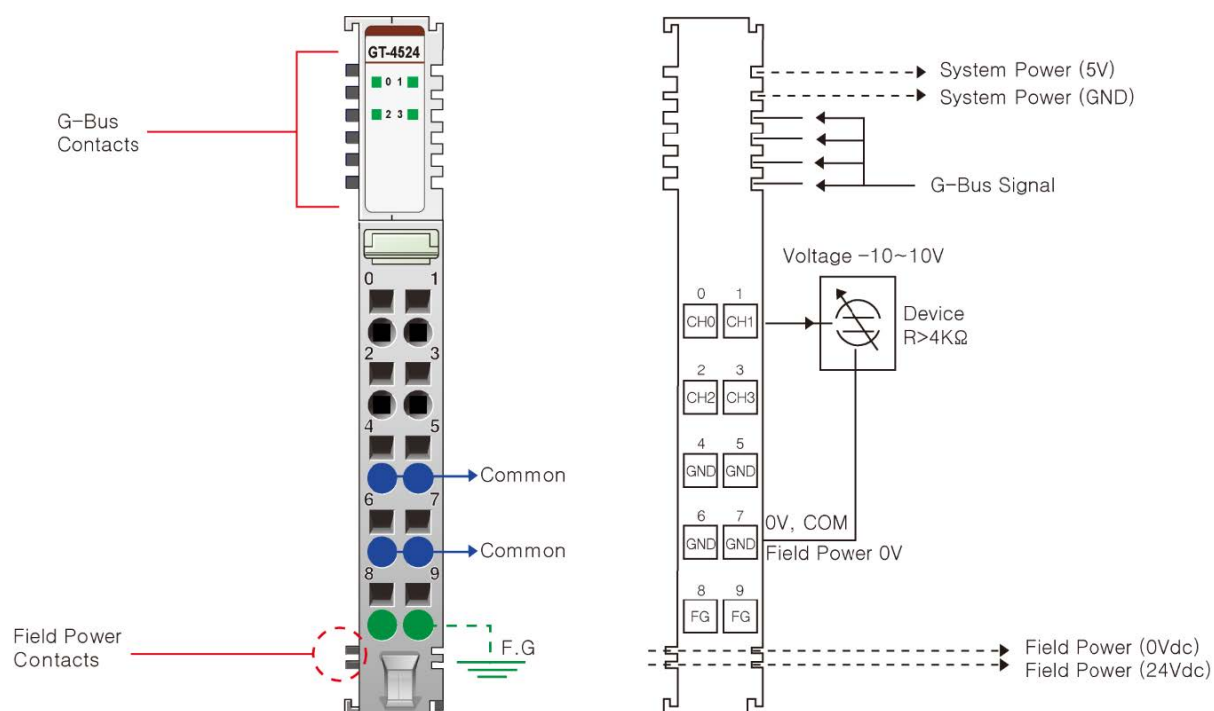 GT-4524
0 1
2 3
G-Bus
Contacts
0 1
2 3
4 5
Common
6 7
Common
8 9
F.G
Field Power
Contacts
System Power (5V)
System Power (GND)
G-Bus Signal
Voltage -10~10V
Device
R>4KΩ
0 1
CH0 CH1
2 3
CH2 CH3
4 5
GND GND
6 7
GND GND
0V, COM
Field Power 0V
8 9
FG FG
Field Power (0Vdc)
Field Power (24Vdc)